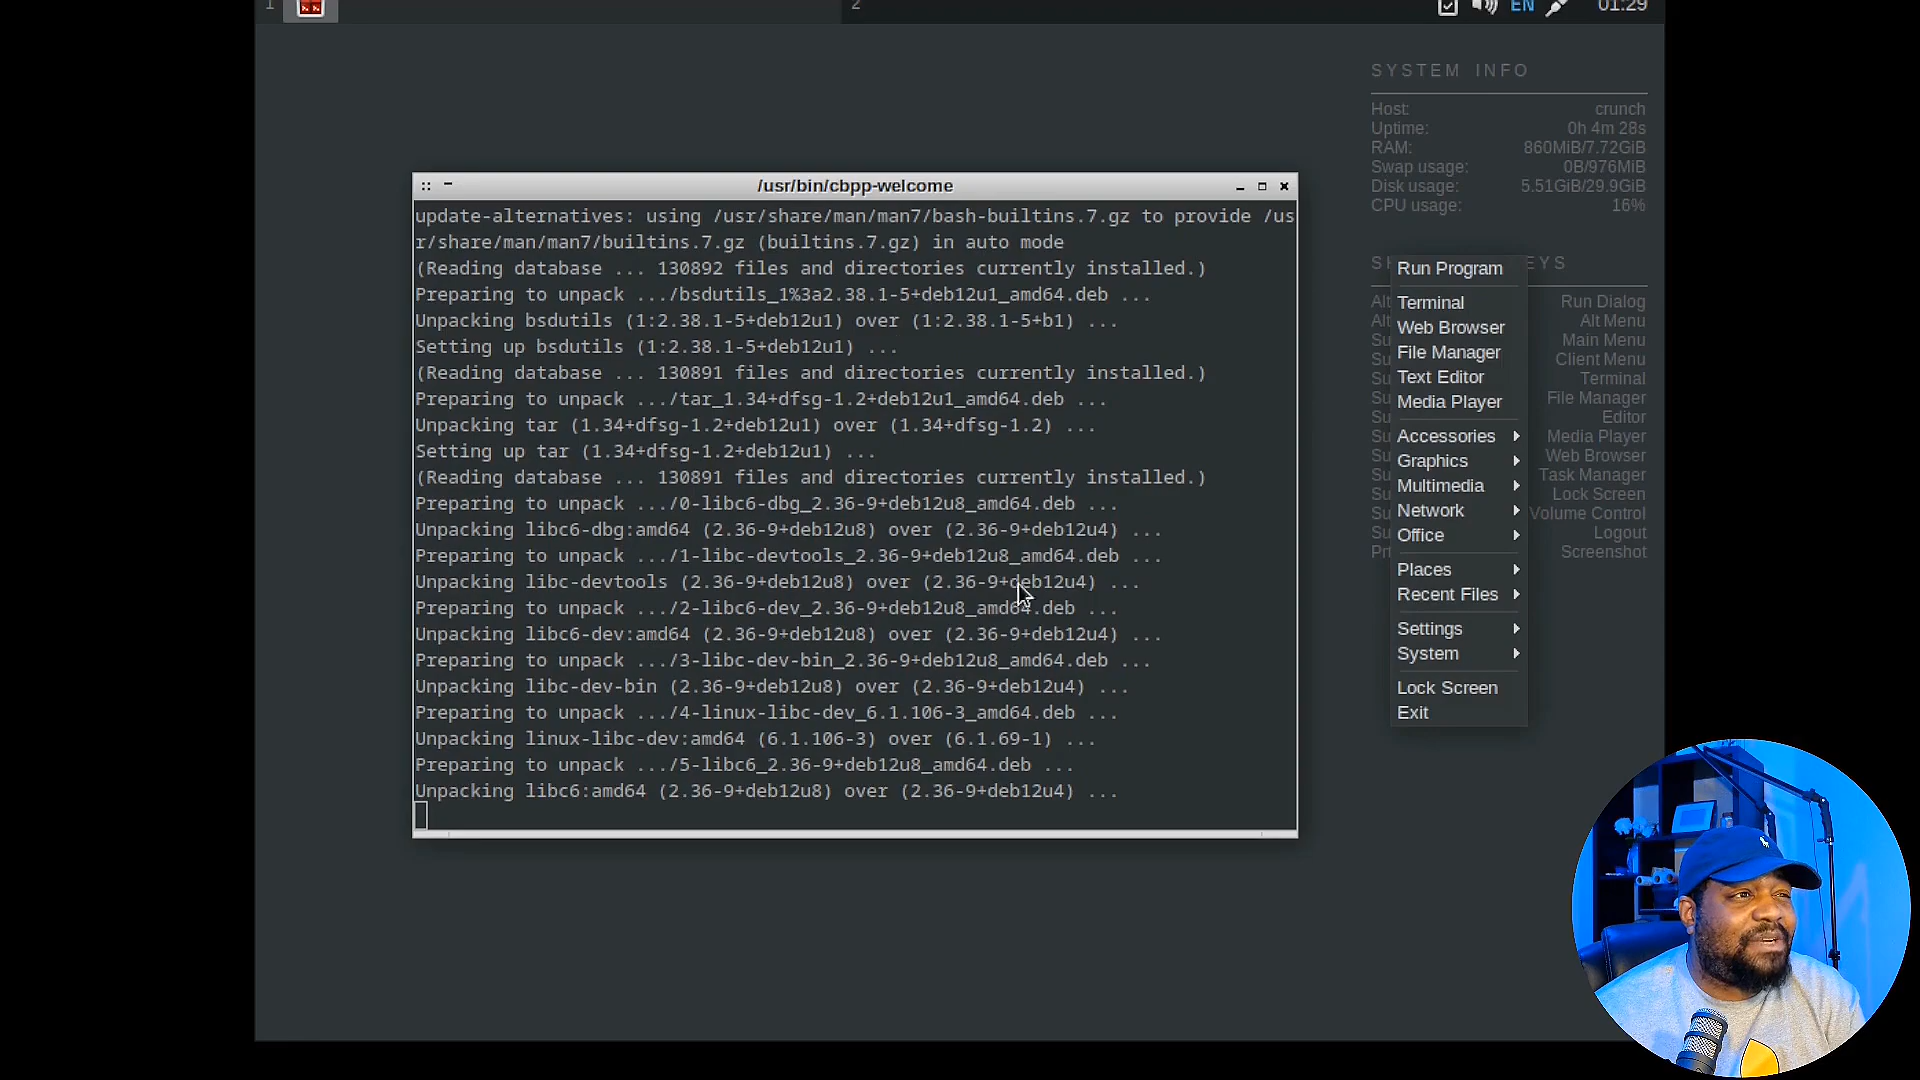 1
2
EN
01:29
SYSTEM INFO
Host: crunch
Uptime: 0h 4m 28s
RAM: 860MiB/7.72GiB
Swap usage: 0B/976MiB
Disk usage: 5.51GiB/29.9GiB
CPU usage: 16%
/usr/bin/cbpp-welcome
update-alternatives: using /usr/share/man/man7/bash-builtins.7.gz to provide /us
r/share/man/man7/builtins.7.gz (builtins.7.gz) in auto mode
(Reading database ... 130892 files and directories currently installed.)
Preparing to unpack .../bsdutils_1%3a2.38.1-5+deb12u1_amd64.deb ...
Unpacking bsdutils (1:2.38.1-5+deb12u1) over (1:2.38.1-5+b1) ...
Setting up bsdutils (1:2.38.1-5+deb12u1) ...
(Reading database ... 130891 files and directories currently installed.)
Preparing to unpack .../tar_1.34+dfsg-1.2+deb12u1_amd64.deb ...
Unpacking tar (1.34+dfsg-1.2+deb12u1) over (1.34+dfsg-1.2) ...
Setting up tar (1.34+dfsg-1.2+deb12u1) ...
(Reading database ... 130891 files and directories currently installed.)
Preparing to unpack .../0-libc6-dbg_2.36-9+deb12u8_amd64.deb ...
Unpacking libc6-dbg:amd64 (2.36-9+deb12u8) over (2.36-9+deb12u4) ...
Preparing to unpack .../1-libc-devtools_2.36-9+deb12u8_amd64.deb ...
Unpacking libc-devtools (2.36-9+deb12u8) over (2.36-9+deb12u4) ...
Preparing to unpack .../2-libc6-dev_2.36-9+deb12u8_amd64.deb ...
Unpacking libc6-dev:amd64 (2.36-9+deb12u8) over (2.36-9+deb12u4) ...
Preparing to unpack .../3-libc-dev-bin_2.36-9+deb12u8_amd64.deb ...
Unpacking libc-dev-bin (2.36-9+deb12u8) over (2.36-9+deb12u4) ...
Preparing to unpack .../4-linux-libc-dev_6.1.106-3_amd64.deb ...
Unpacking linux-libc-dev:amd64 (6.1.106-3) over (6.1.69-1) ...
Preparing to unpack .../5-libc6_2.36-9+deb12u8_amd64.deb ...
Unpacking libc6:amd64 (2.36-9+deb12u8) over (2.36-9+deb12u4) ...
Run Program
Terminal
Web Browser
File Manager
Text Editor
Media Player
Accessories
Graphics
Multimedia
Network
Office
Places
Recent Files
Settings
System
Lock Screen
Exit
Run Dialog
Alt Menu
Main Menu
Client Menu
Terminal
File Manager
Editor
Media Player
Web Browser
Task Manager
Lock Screen
Volume Control
Logout
Screenshot